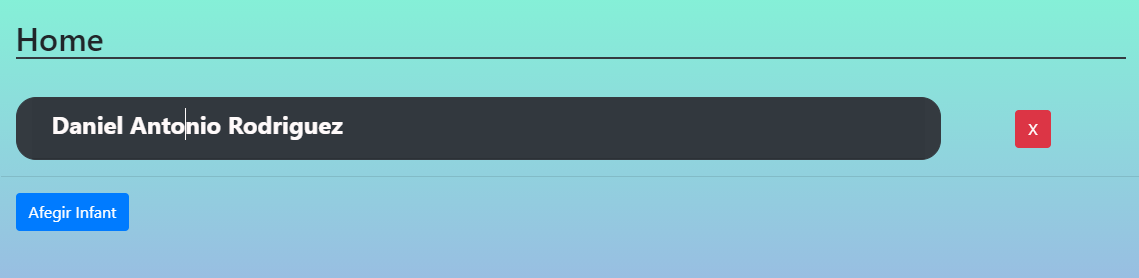 Home
Daniel Antonio Rodriguez
X
Afegir Infant